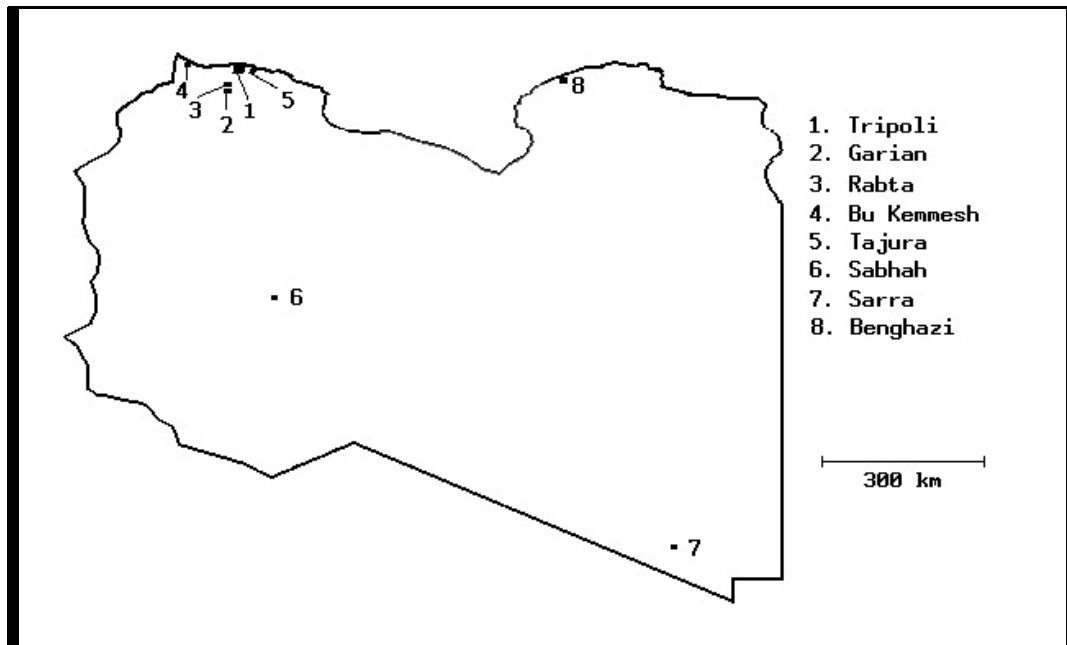 4
3
2
1
5
8
6
7
1. Tripoli
2. Garian
3. Rabta
4. Bu Kemmesh
5. Tajura
6. Sabhah
7. Sarra
8. Benghazi
300 km